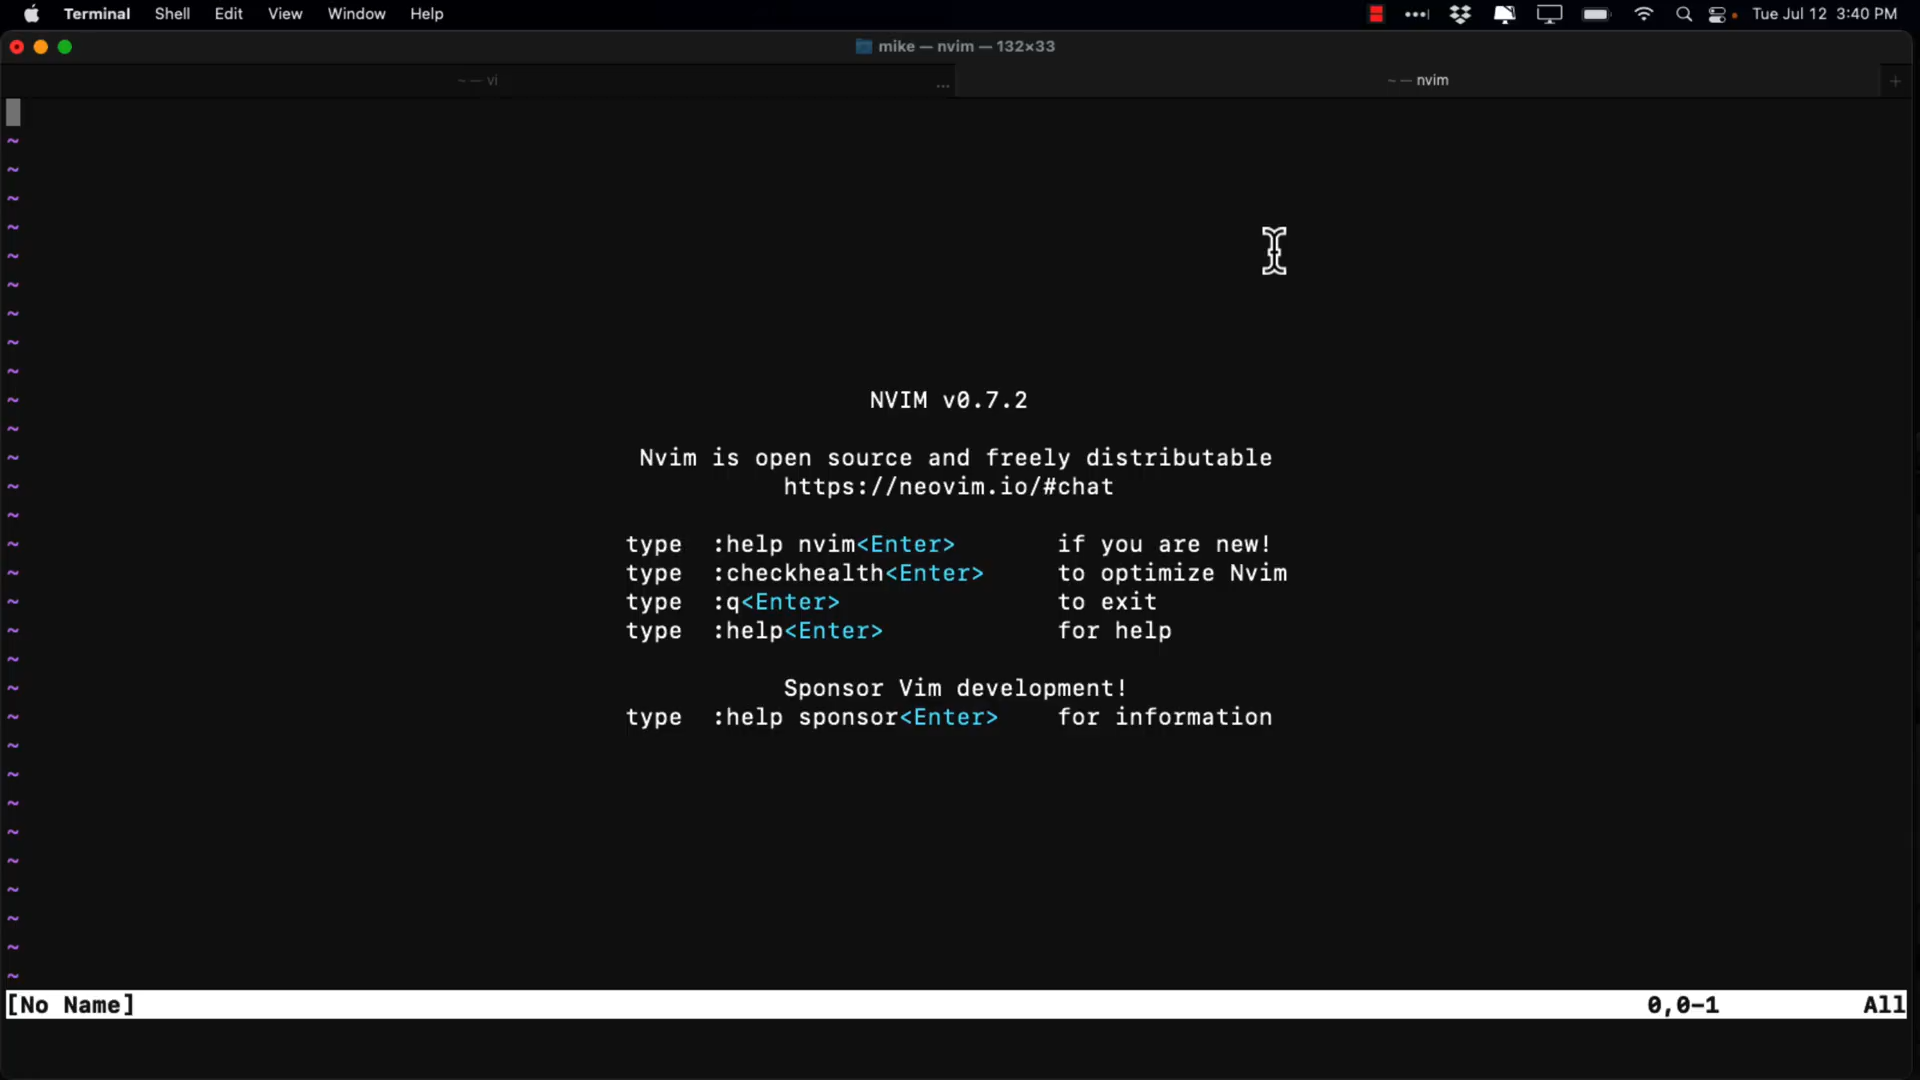 Terminal Shell Edit View Window Help Tue Jul 12 3:40 PM
mike — nvim — 132×33
~ — vi ... ~ — nvim +
~
~
~
~
~
~
~
~
~
~ NVIM v0.7.2
~
~ Nvim is open source and freely distributable
~ https://neovim.io/#chat
~
~ type :help nvim<Enter> if you are new!
~ type :checkhealth<Enter> to optimize Nvim
~ type :q<Enter> to exit
~ type :help<Enter> for help
~
~ Sponsor Vim development!
~ type :help sponsor<Enter> for information
~
~
~
~
~
~
~
~
~
[No Name] 0,0-1 All